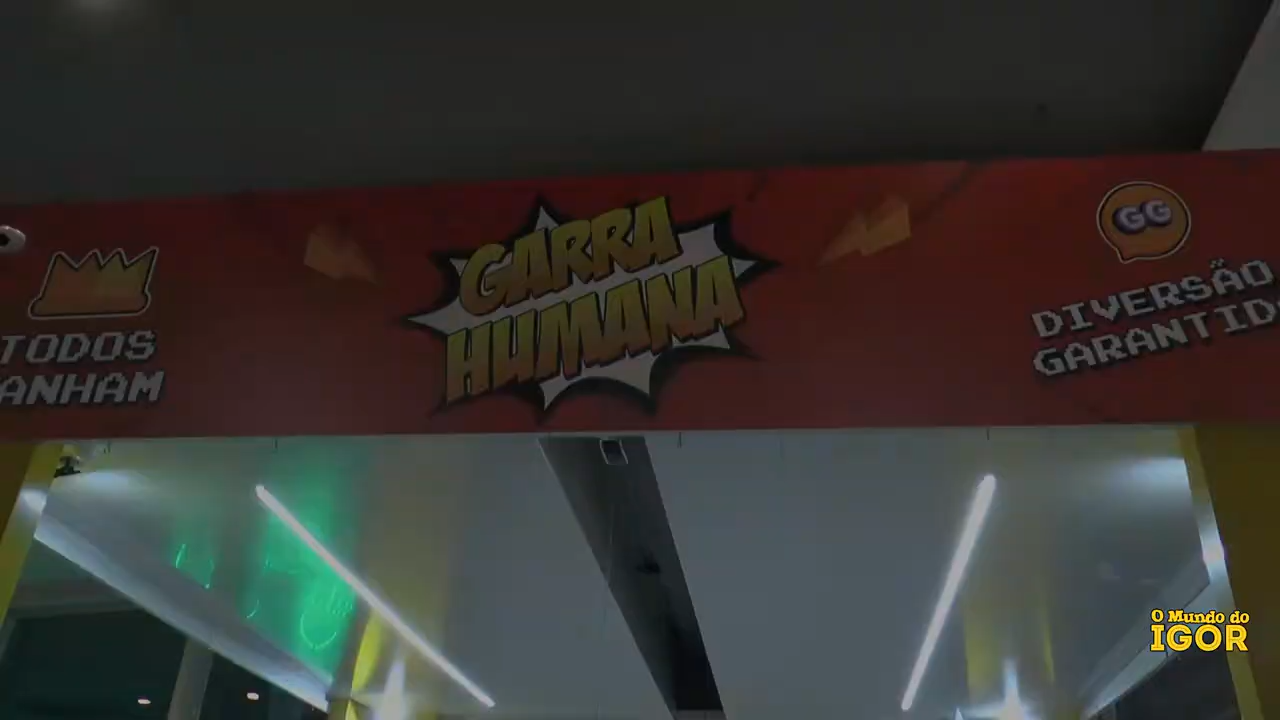 GARRA
HUMANA
TODOS
ANHAM
GG
DIVERSÃO
GARANTID
O Mundo do
IGOR